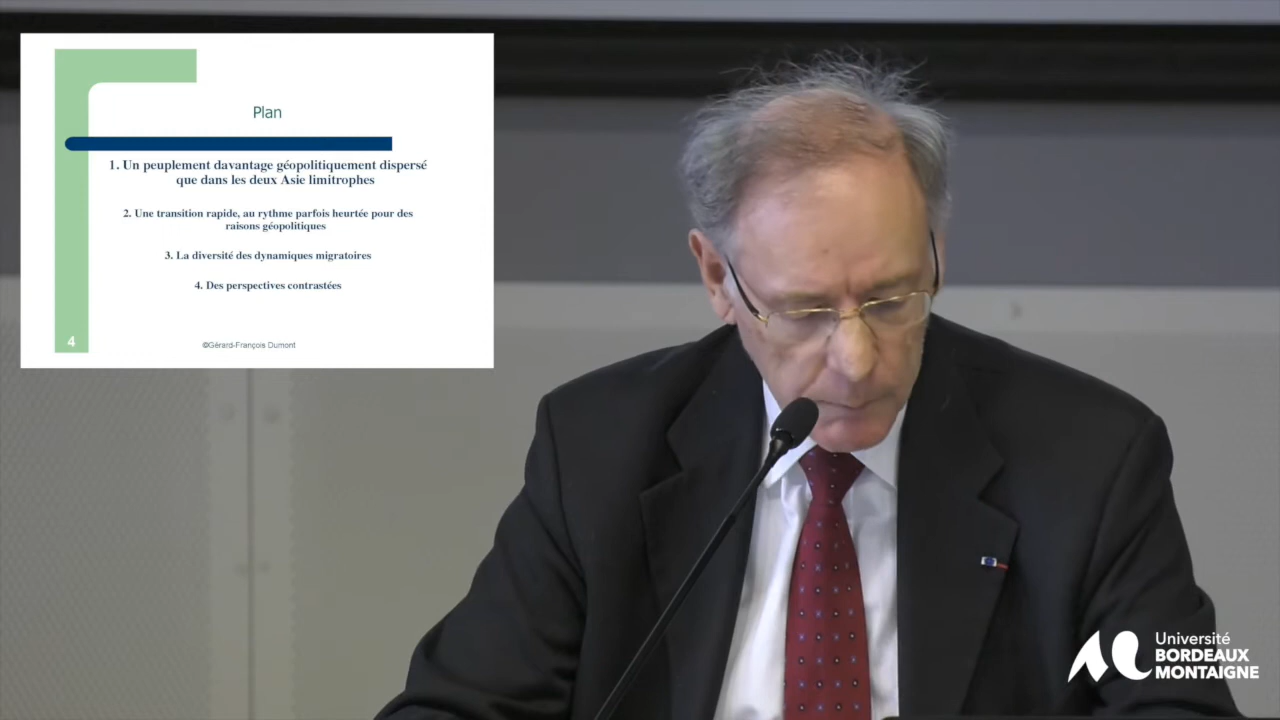 Plan
1. Un peuplement davantage géopolitiquement dispersé
que dans les deux Asie limitrophes
2. Une transition rapide, au rythme parfois heurtée pour des
raisons géopolitiques
3. La diversité des dynamiques migratoires
4. Des perspectives contrastées
4
©Gérard-François Dumont
Université
BORDEAUX
MONTAIGNE